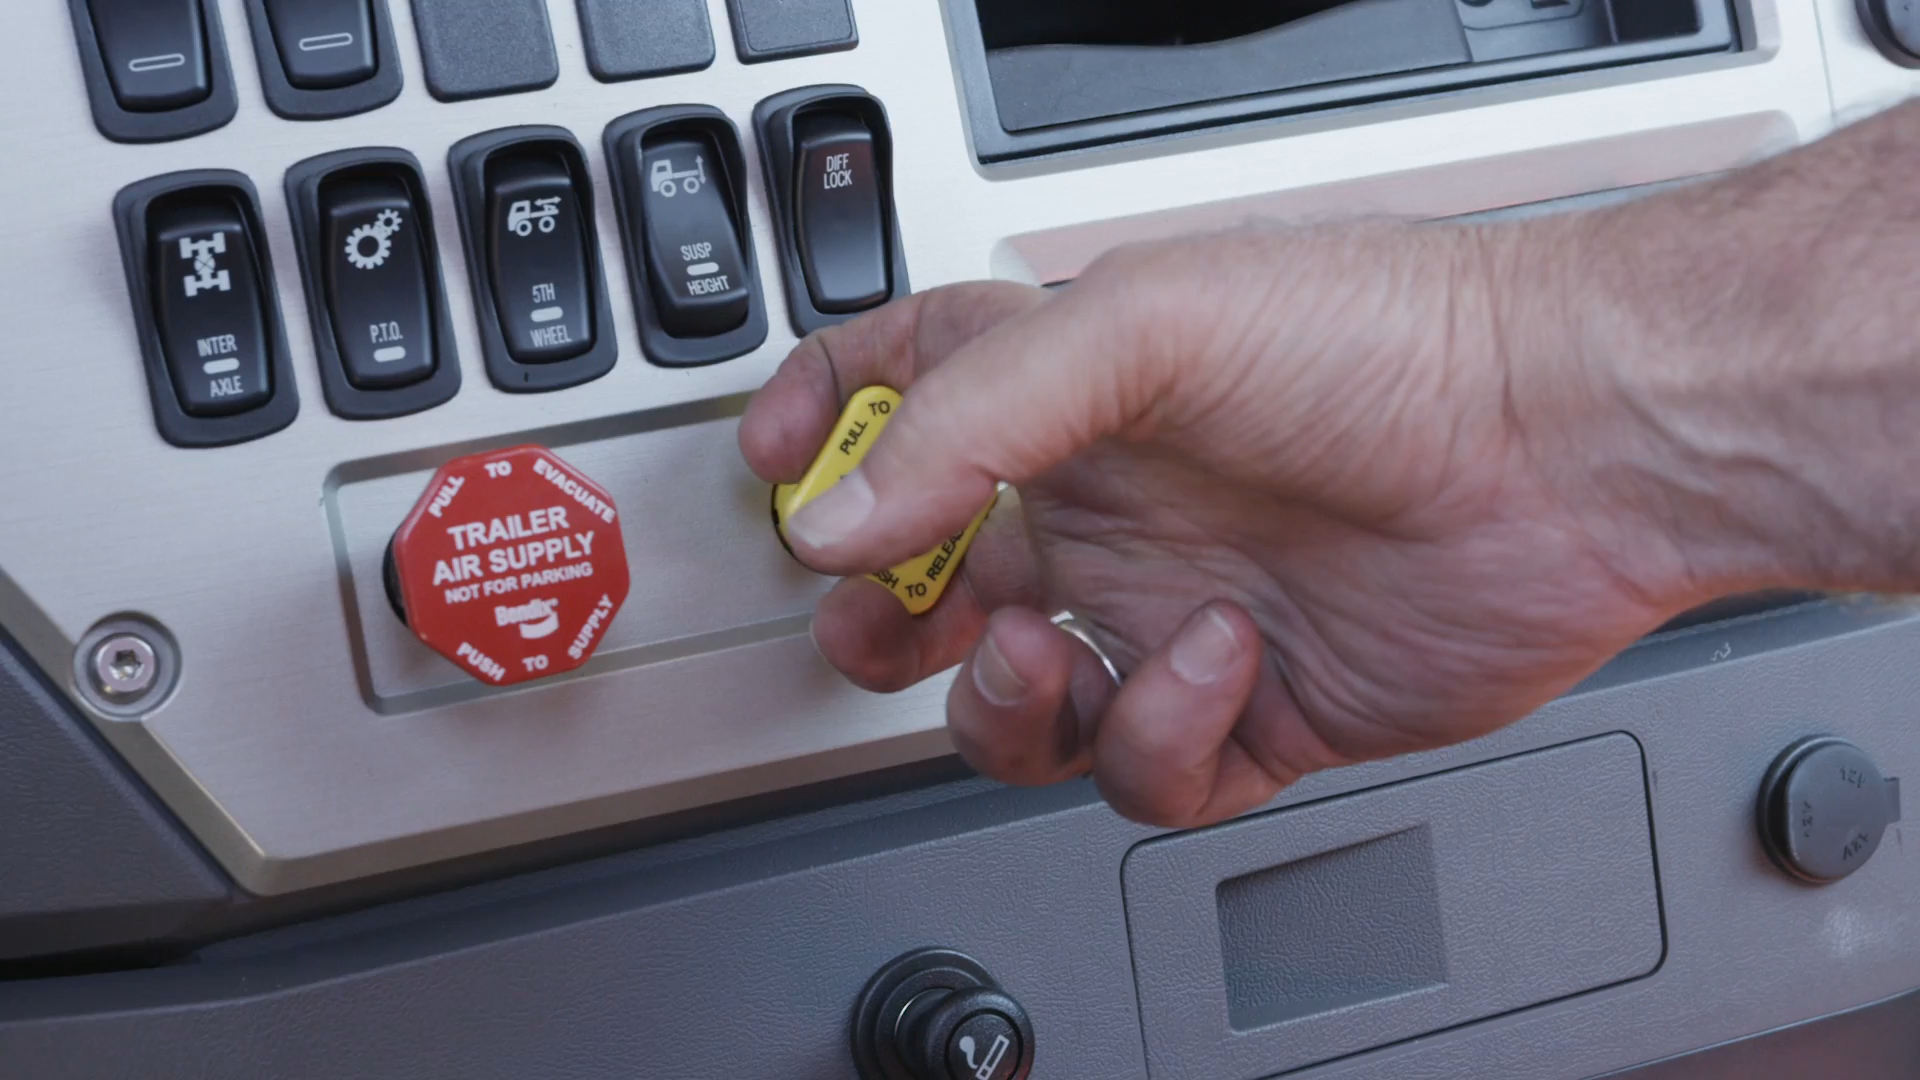 DIFF
LOCK
SUSP
HEIGHT
5TH
WHEEL
P.T.O.
INTER
AXLE
PULL TO EVACUATE
TRAILER
AIR SUPPLY
NOT FOR PARKING
Bendix
PUSH TO SUPPLY
PULL TO
TO
12V